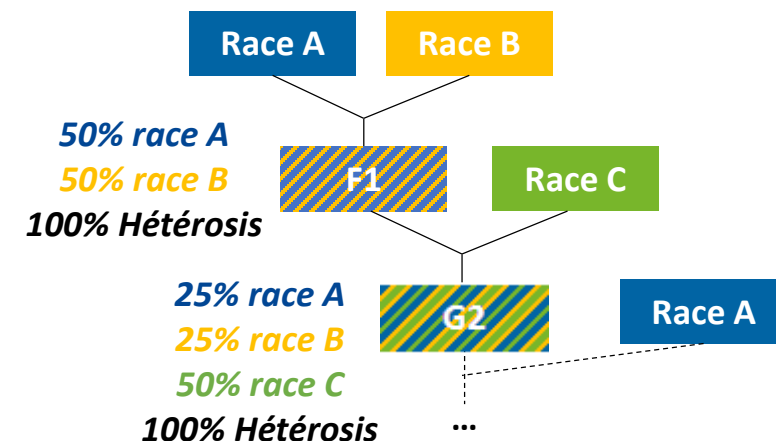 Race A
Race B
50% race A
50% race B
100% Hétérosis
F1
Race C
25% race A
25% race B
50% race C
100% Hétérosis
G2
Race A
...